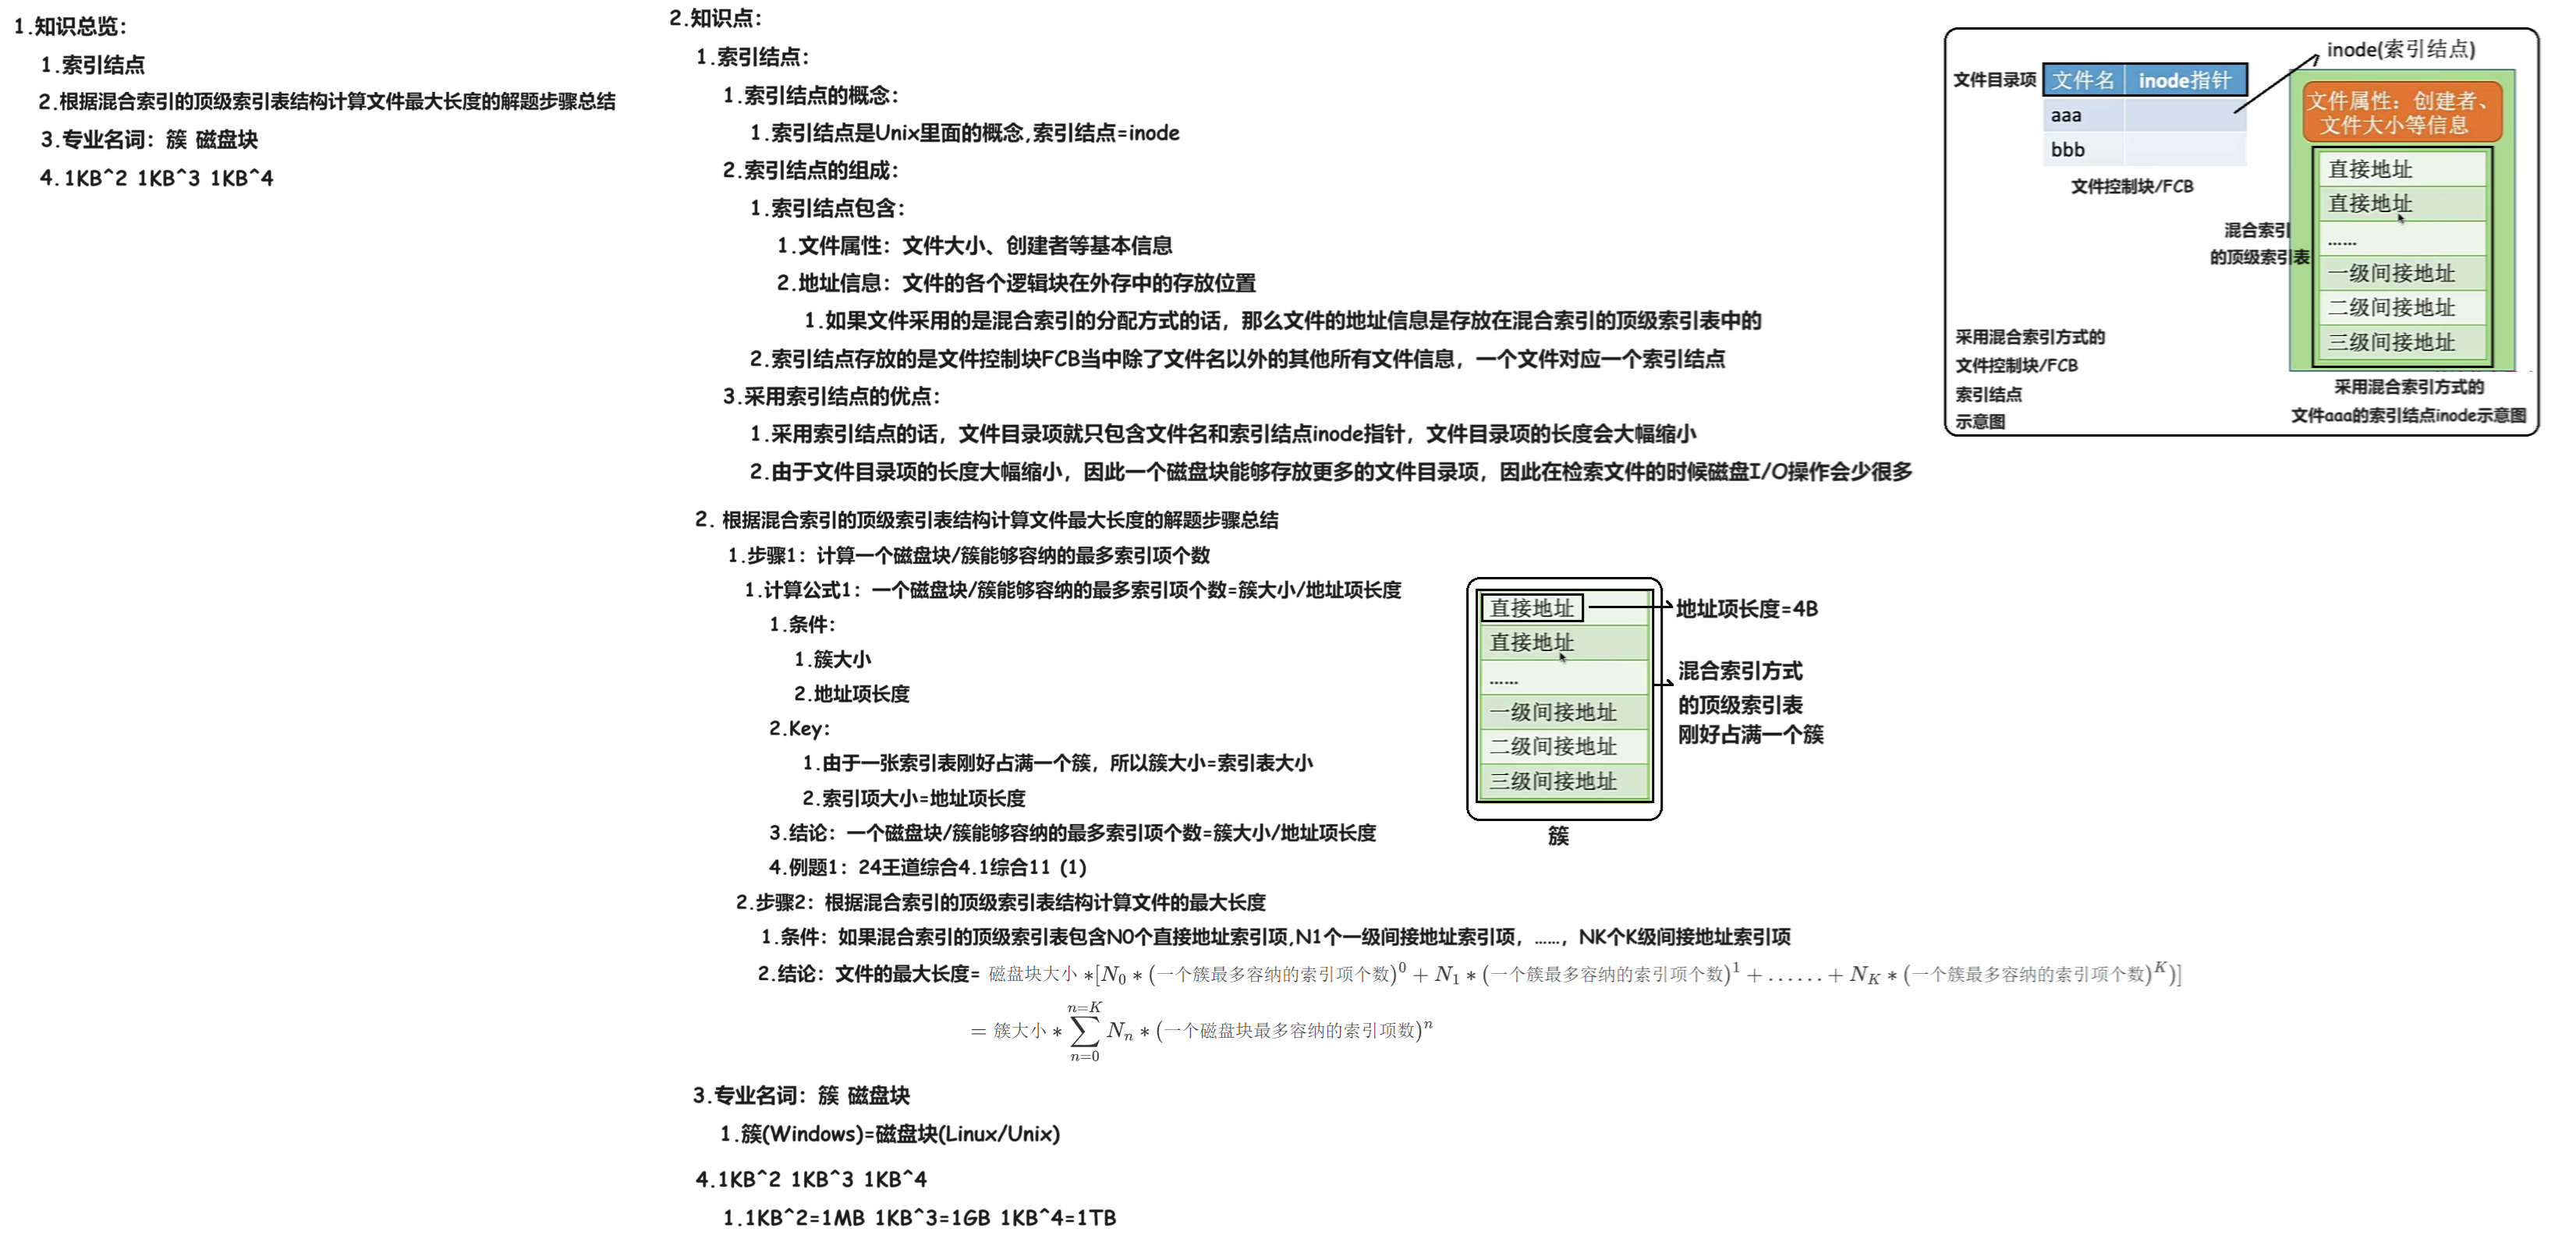 1.知识总览：
1.索引结点
2.根据混合索引的顶级索引表结构计算文件最大长度的解题步骤总结
3.专业名词：簇 磁盘块
4.1KB^2 1KB^3 1KB^4
2.知识点：
1.索引结点：
1.索引结点的概念：
1.索引结点是Unix里面的概念,索引结点=inode
2.索引结点的组成：
1.索引结点包含：
1.文件属性：文件大小、创建者等基本信息
2.地址信息：文件的各个逻辑块在外存中的存放位置
1.如果文件采用的是混合索引的分配方式的话，那么文件的地址信息是存放在混合索引的顶级索引表中的
2.索引结点存放的是文件控制块FCB当中除了文件名以外的其他所有文件信息，一个文件对应一个索引结点
3.采用索引结点的优点：
1.采用索引结点的话，文件目录项就只包含文件名和索引结点inode指针，文件目录项的长度会大幅缩小
2.由于文件目录项的长度大幅缩小，因此一个磁盘块能够存放更多的文件目录项，因此在检索文件的时候磁盘I/O操作会少很多
inode(索引结点)
文件目录项 文件名 inode指针
aaa
bbb
文件控制块/FCB
文件属性：创建者、
文件大小等信息
直接地址
直接地址
......
一级间接地址
二级间接地址
三级间接地址
混合索引
的顶级索引表
采用混合索引方式的
文件控制块/FCB
索引结点
示意图
采用混合索引方式的
文件aaa的索引结点inode示意图
2. 根据混合索引的顶级索引表结构计算文件最大长度的解题步骤总结
1.步骤1：计算一个磁盘块/簇能够容纳的最多索引项个数
1.计算公式1：一个磁盘块/簇能够容纳的最多索引项个数=簇大小/地址项长度
1.条件：
1.簇大小
2.地址项长度
2.Key：
1.由于一张索引表刚好占满一个簇，所以簇大小=索引表大小
2.索引项大小=地址项长度
3.结论：一个磁盘块/簇能够容纳的最多索引项个数=簇大小/地址项长度
4.例题1：24王道综合4.1综合11 (1)
直接地址
直接地址
......
一级间接地址
二级间接地址
三级间接地址
簇
地址项长度=4B
混合索引方式
的顶级索引表
刚好占满一个簇
2.步骤2：根据混合索引的顶级索引表结构计算文件的最大长度
1.条件：如果混合索引的顶级索引表包含N0个直接地址索引项,N1个一级间接地址索引项，……，NK个K级间接地址索引项
2.结论：文件的最大长度= 磁盘块大小 * [N_0 * (一个簇最多容纳的索引项个数)^0 + N_1 * (一个簇最多容纳的索引项个数)^1 + ...... + N_K * (一个簇最多容纳的索引项个数)^K)]
= 簇大小 * ∑_{n=0}^{n=K} N_n * (一个磁盘块最多容纳的索引项数)^n
3.专业名词：簇 磁盘块
1.簇(Windows)=磁盘块(Linux/Unix)
4.1KB^2 1KB^3 1KB^4
1.1KB^2=1MB 1KB^3=1GB 1KB^4=1TB